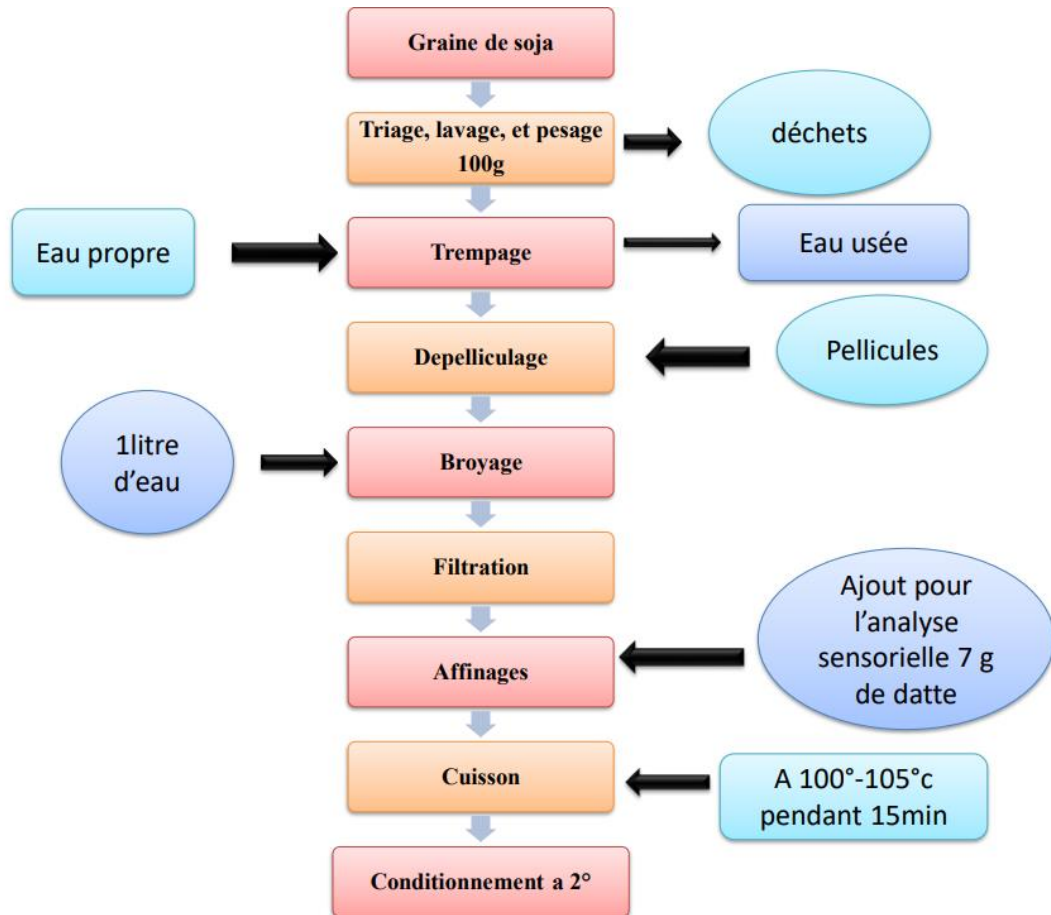 Graine de soja
Triage, lavage, et pesage
100g
déchets
Eau propre
Trempage
Eau usée
Depelliculage
Pellicules
1litre
d'eau
Broyage
Filtration
Ajout pour
l'analyse
sensorielle 7 g
de datte
Affinages
Cuisson
A 100°-105°c
pendant 15min
Conditionnement a 2°